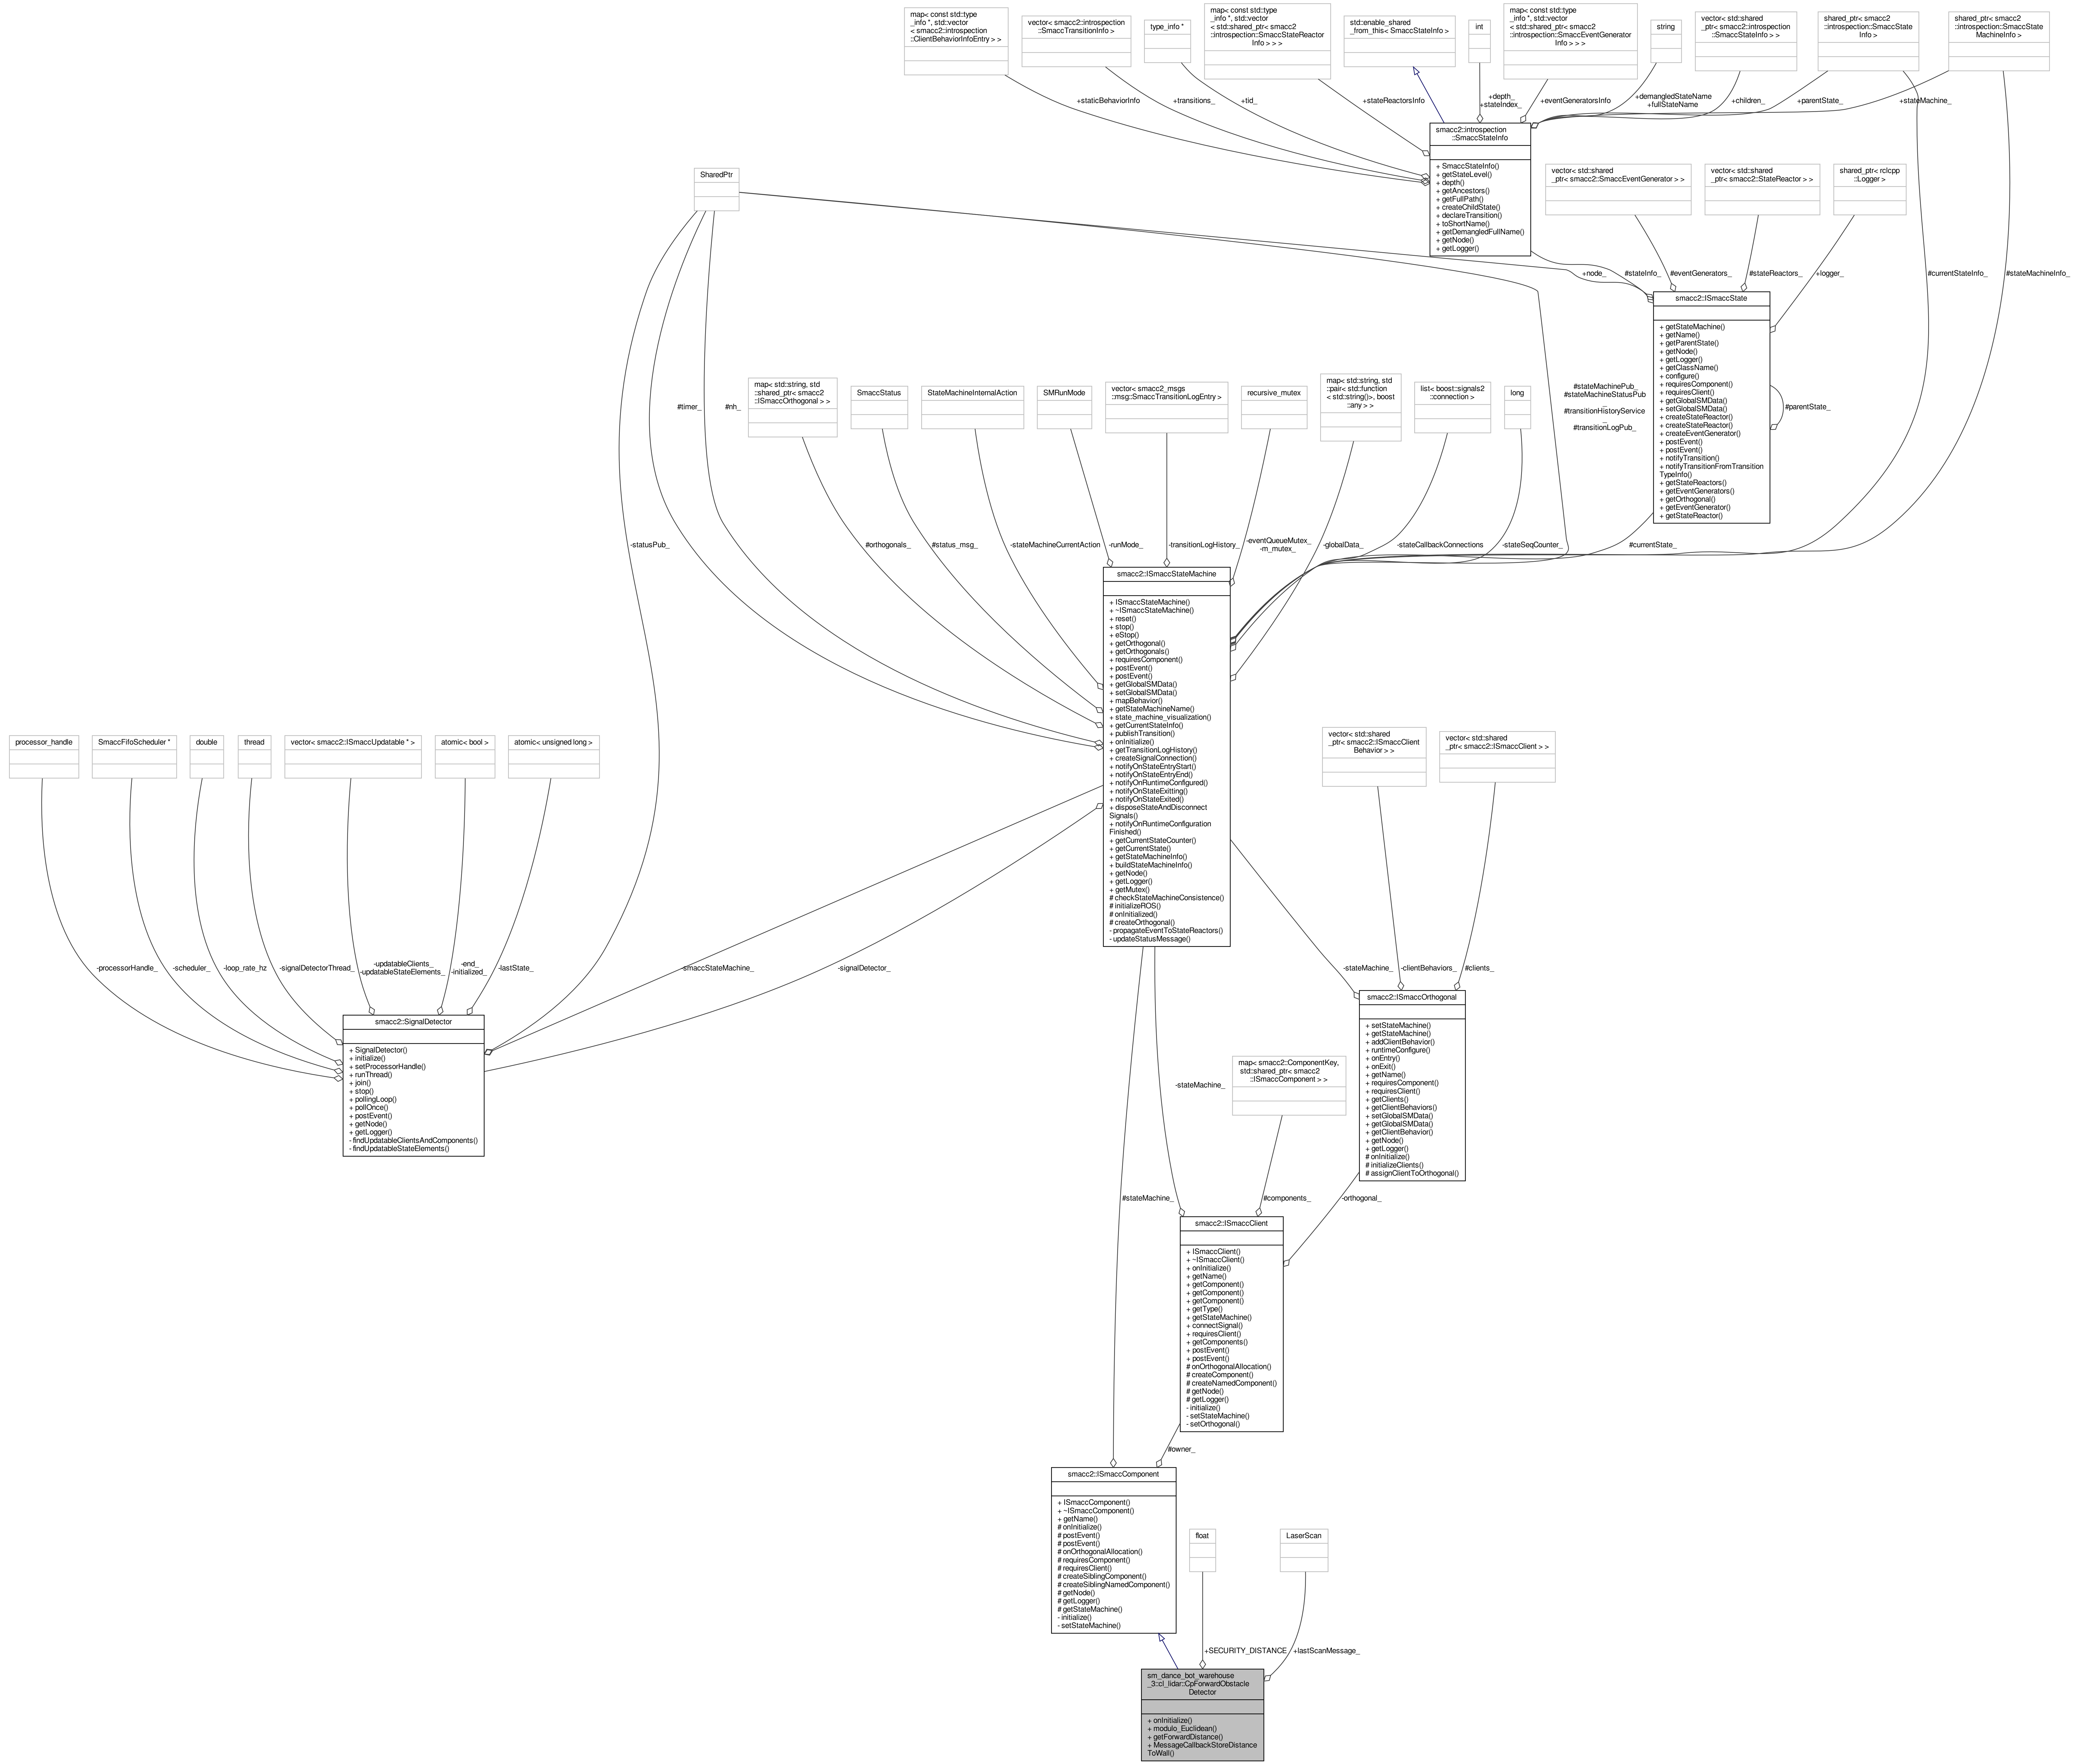 map< const std::type
_info *, std::vector
< smacc2::introspection
::ClientBehaviorInfoEntry > >
vector< smacc2::introspection
::SmaccTransitionInfo >
type_info *
map< const std::type
_info *, std::vector
< std::shared_ptr< smacc2
::introspection::SmaccStateReactor
Info > > >
std::enable_shared
_from_this< SmaccStateInfo >
int
map< const std::type
_info *, std::vector
< std::shared_ptr< smacc2
::introspection::SmaccEventGenerator
Info > > >
string
vector< std::shared
_ptr< smacc2::introspection
::SmaccStateInfo > >
shared_ptr< smacc2
::introspection::SmaccState
Info >
shared_ptr< smacc2
::introspection::SmaccState
MachineInfo >
+staticBehaviorInfo
+transitions_
+tid_
+stateReactorsInfo
+depth_
+stateIndex_
+eventGeneratorsInfo
+demangledStateName
+fullStateName
+children_
+parentState_
+stateMachine_
smacc2::introspection
::SmaccStateInfo
+ SmaccStateInfo()
+ getStateLevel()
+ depth()
+ getAncestors()
+ getFullPath()
+ createChildState()
+ declareTransition()
+ toShortName()
+ getDemangledFullName()
+ getNode()
+ getLogger()
SharedPtr
vector< std::shared
_ptr< smacc2::SmaccEventGenerator > >
vector< std::shared
_ptr< smacc2::StateReactor > >
shared_ptr< rclcpp
::Logger >
+node_
#stateInfo_
#eventGenerators_
#stateReactors_
+logger_
#currentStateInfo_
#stateMachineInfo_
smacc2::ISmaccState
+ getStateMachine()
+ getName()
+ getParentState()
+ getNode()
+ getLogger()
+ getClassName()
+ configure()
+ requiresComponent()
+ requiresClient()
+ getGlobalSMData()
+ setGlobalSMData()
+ createStateReactor()
+ createStateReactor()
+ createEventGenerator()
+ postEvent()
+ postEvent()
+ notifyTransition()
+ notifyTransitionFromTransition
TypeInfo()
+ getStateReactors()
+ getEventGenerators()
+ getOrthogonal()
+ getEventGenerator()
+ getStateReactor()
#parentState_
#timer_
#nh_
map< std::string, std
::shared_ptr< smacc2
::ISmaccOrthogonal > >
SmaccStatus
StateMachineInternalAction
SMRunMode
vector< smacc2_msgs
::msg::SmaccTransitionLogEntry >
recursive_mutex
map< std::string, std
::pair< std::function
< std::string()>, boost
::any > >
list< boost::signals2
::connection >
long
#stateMachinePub_
#stateMachineStatusPub
_
#transitionHistoryService
_
#transitionLogPub_
-statusPub_
#orthogonals_
#status_msg_
-stateMachineCurrentAction
-runMode_
-transitionLogHistory_
-eventQueueMutex_
-m_mutex_
-globalData_
-stateCallbackConnections
-stateSeqCounter_
#currentState_
smacc2::ISmaccStateMachine
+ ISmaccStateMachine()
+ ~ISmaccStateMachine()
+ reset()
+ stop()
+ eStop()
+ getOrthogonal()
+ getOrthogonals()
+ requiresComponent()
+ postEvent()
+ postEvent()
+ getGlobalSMData()
+ setGlobalSMData()
+ mapBehavior()
+ getStateMachineName()
+ state_machine_visualization()
+ getCurrentStateInfo()
+ publishTransition()
+ onInitialize()
+ getTransitionLogHistory()
+ createSignalConnection()
+ notifyOnStateEntryStart()
+ notifyOnStateEntryEnd()
+ notifyOnRuntimeConfigured()
+ notifyOnStateExitting()
+ notifyOnStateExited()
+ disposeStateAndDisconnect
Signals()
+ notifyOnRuntimeConfiguration
Finished()
+ getCurrentStateCounter()
+ getCurrentState()
+ getStateMachineInfo()
+ buildStateMachineInfo()
+ getNode()
+ getLogger()
+ getMutex()
# checkStateMachineConsistence()
# initializeROS()
# onInitialized()
# createOrthogonal()
- propagateEventToStateReactors()
- updateStatusMessage()
processor_handle
SmaccFifoScheduler *
double
thread
vector< smacc2::ISmaccUpdatable * >
atomic< bool >
atomic< unsigned long >
vector< std::shared
_ptr< smacc2::ISmaccClient
Behavior > >
vector< std::shared
_ptr< smacc2::ISmaccClient > >
-processorHandle_
-scheduler_
-loop_rate_hz
-signalDetectorThread_
-updatableClients_
-updatableStateElements_
-end_
-initialized_
-lastState_
-smaccStateMachine_
-signalDetector_
-stateMachine_
-clientBehaviors_
#clients_
smacc2::SignalDetector
+ SignalDetector()
+ initialize()
+ setProcessorHandle()
+ runThread()
+ join()
+ stop()
+ pollingLoop()
+ pollOnce()
+ postEvent()
+ getNode()
+ getLogger()
- findUpdatableClientsAndComponents()
- findUpdatableStateElements()
smacc2::ISmaccOrthogonal
+ setStateMachine()
+ getStateMachine()
+ addClientBehavior()
+ runtimeConfigure()
+ onEntry()
+ onExit()
+ getName()
+ requiresComponent()
+ requiresClient()
+ getClients()
+ getClientBehaviors()
+ setGlobalSMData()
+ getGlobalSMData()
+ getClientBehavior()
+ getNode()
+ getLogger()
# onInitialize()
# initializeClients()
# assignClientToOrthogonal()
map< smacc2::ComponentKey,
std::shared_ptr< smacc2
::ISmaccComponent > >
-stateMachine_
#stateMachine_
#components_
-orthogonal_
smacc2::ISmaccClient
+ ISmaccClient()
+ ~ISmaccClient()
+ onInitialize()
+ getName()
+ getComponent()
+ getComponent()
+ getComponent()
+ getType()
+ getStateMachine()
+ connectSignal()
+ requiresClient()
+ getComponents()
+ postEvent()
+ postEvent()
# onOrthogonalAllocation()
# createComponent()
# createNamedComponent()
# getNode()
# getLogger()
- initialize()
- setStateMachine()
- setOrthogonal()
#owner_
smacc2::ISmaccComponent
+ ISmaccComponent()
+ ~ISmaccComponent()
+ getName()
# onInitialize()
# postEvent()
# postEvent()
# onOrthogonalAllocation()
# requiresComponent()
# requiresClient()
# createSiblingComponent()
# createSiblingNamedComponent()
# getNode()
# getLogger()
# getStateMachine()
- initialize()
- setStateMachine()
float
LaserScan
+SECURITY_DISTANCE
+lastScanMessage_
sm_dance_bot_warehouse
_3::cl_lidar::CpForwardObstacle
Detector
+ onInitialize()
+ modulo_Euclidean()
+ getForwardDistance()
+ MessageCallbackStoreDistance
ToWall()